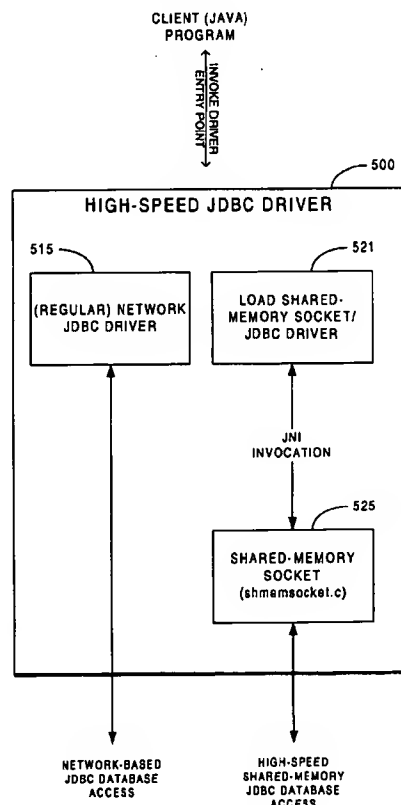 CLIENT (JAVA)
PROGRAM
INVOKE DRIVER
ENTRY POINT
500
HIGH-SPEED JDBC DRIVER
515
521
(REGULAR) NETWORK
JDBC DRIVER
LOAD SHARED-
MEMORY SOCKET/
JDBC DRIVER
JNI
INVOCATION
525
SHARED-MEMORY
SOCKET
(shmemsocket.c)
NETWORK-BASED
JDBC DATABASE
ACCESS
HIGH-SPEED
SHARED-MEMORY
JDBC DATABASE
ACCESS